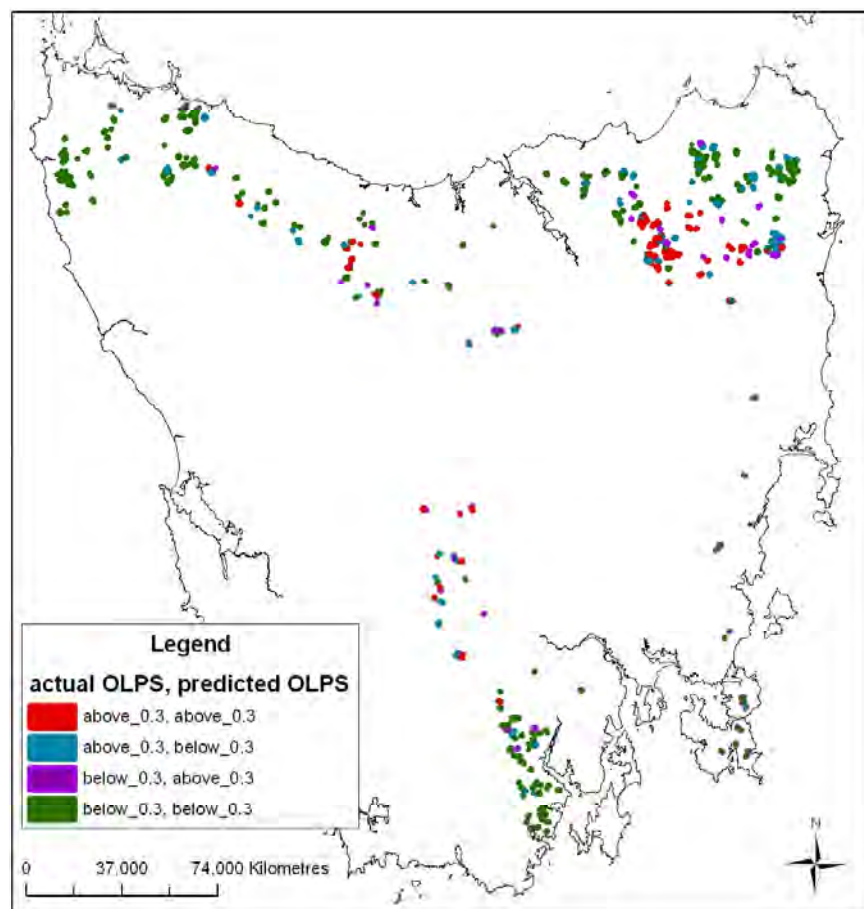 Legend
actual OLPS, predicted OLPS
above_0.3, above_0.3
above_0.3, below_0.3
below_0.3, above_0.3
below_0.3, below_0.3
0 37,000 74,000 Kilometres
N